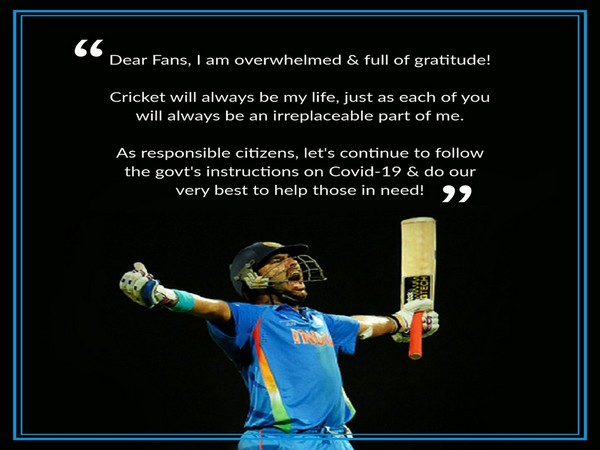 “ Dear Fans, I am overwhelmed & full of gratitude!
Cricket will always be my life, just as each of you
will always be an irreplaceable part of me.
As responsible citizens, let's continue to follow
the govt's instructions on Covid-19 & do our
very best to help those in need! ”